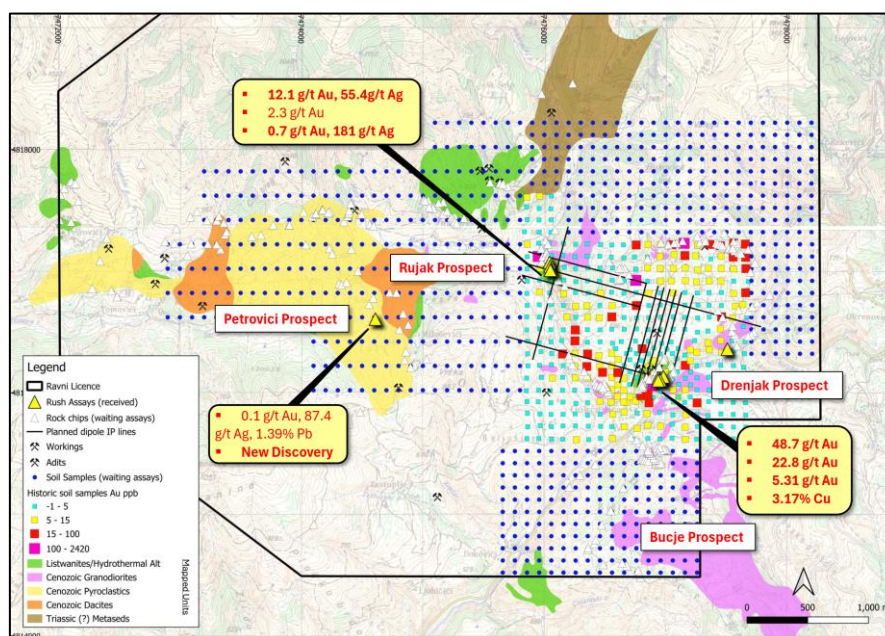 7472000
7474000
7476000
7478000
4818000
4814000
12.1 g/t Au, 55.4g/t Ag
2.3 g/t Au
0.7 g/t Au, 181 g/t Ag
Rujak Prospect
Petrovici Prospect
Drenjak Prospect
Bucje Prospect
0.1 g/t Au, 87.4
g/t Ag, 1.39% Pb
New Discovery
48.7 g/t Au
22.8 g/t Au
5.31 g/t Au
3.17% Cu
Legend
Ravni Licence
Rush Assays (received)
Rock chips (waiting assays)
Planned dipole IP lines
Workings
Adits
Soil Samples (waiting assays)
Historic soil samples Au ppb
-1 - 5
5 - 15
15 - 100
100 - 2420
Listwanites/Hydrothermal Alt
Cenozoic Granodiorites
Cenozoic Pyroclastics
Cenozoic Dacites
Triassic (?) Metaseds
Mapped Units
0 500 1,000